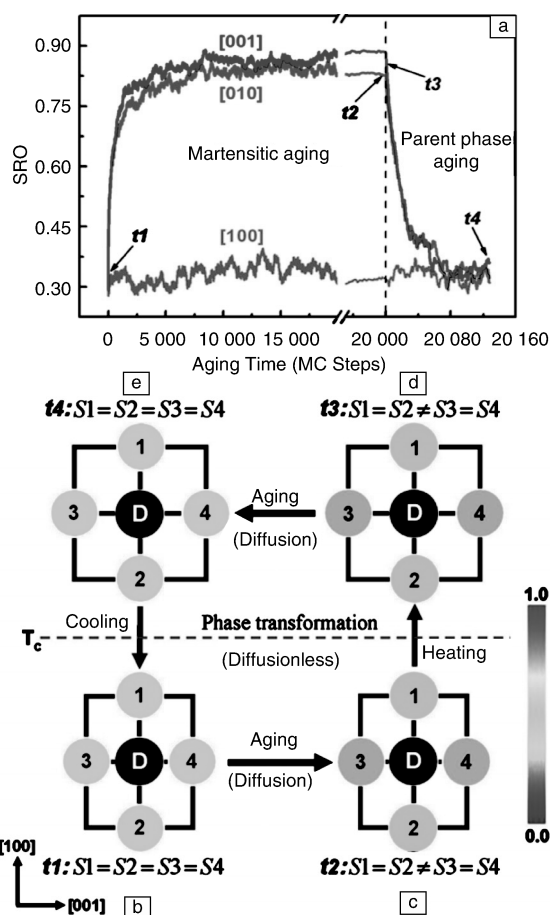 a
0.90
0.75
0.60
0.45
0.30
SRO
[001]
[010]
[100]
t1
t2
t3
t4
Martensitic aging
Parent phase
aging
0 5 000 10 000 15 000 20 000 20 080 20 160
Aging Time (MC Steps)
e
d
t4: S1 = S2 = S3 = S4
t3: S1 = S2 ≠ S3 = S4
1
3 D 4
2
Aging
(Diffusion)
1
3 D 4
2
Cooling
Phase transformation
Tc
(Diffusionless)
Heating
1
3 D 4
2
Aging
(Diffusion)
1
3 D 4
2
1.0
0.0
[100]
[001]
t1: S1 = S2 = S3 = S4
t2: S1 = S2 ≠ S3 = S4
b
c